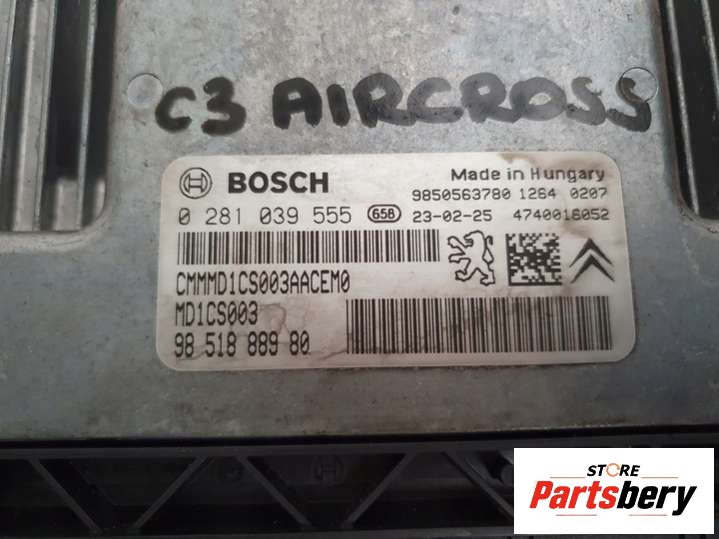 C3 AIRCROSS
BOSCH
Made in Hungary
9850563780 1264 0207
0 281 039 555 658 23-02-25 4740016052
CMMMD1CS003AACEM0
MD1CS003
98 518 889 80
STORE
Partsbery